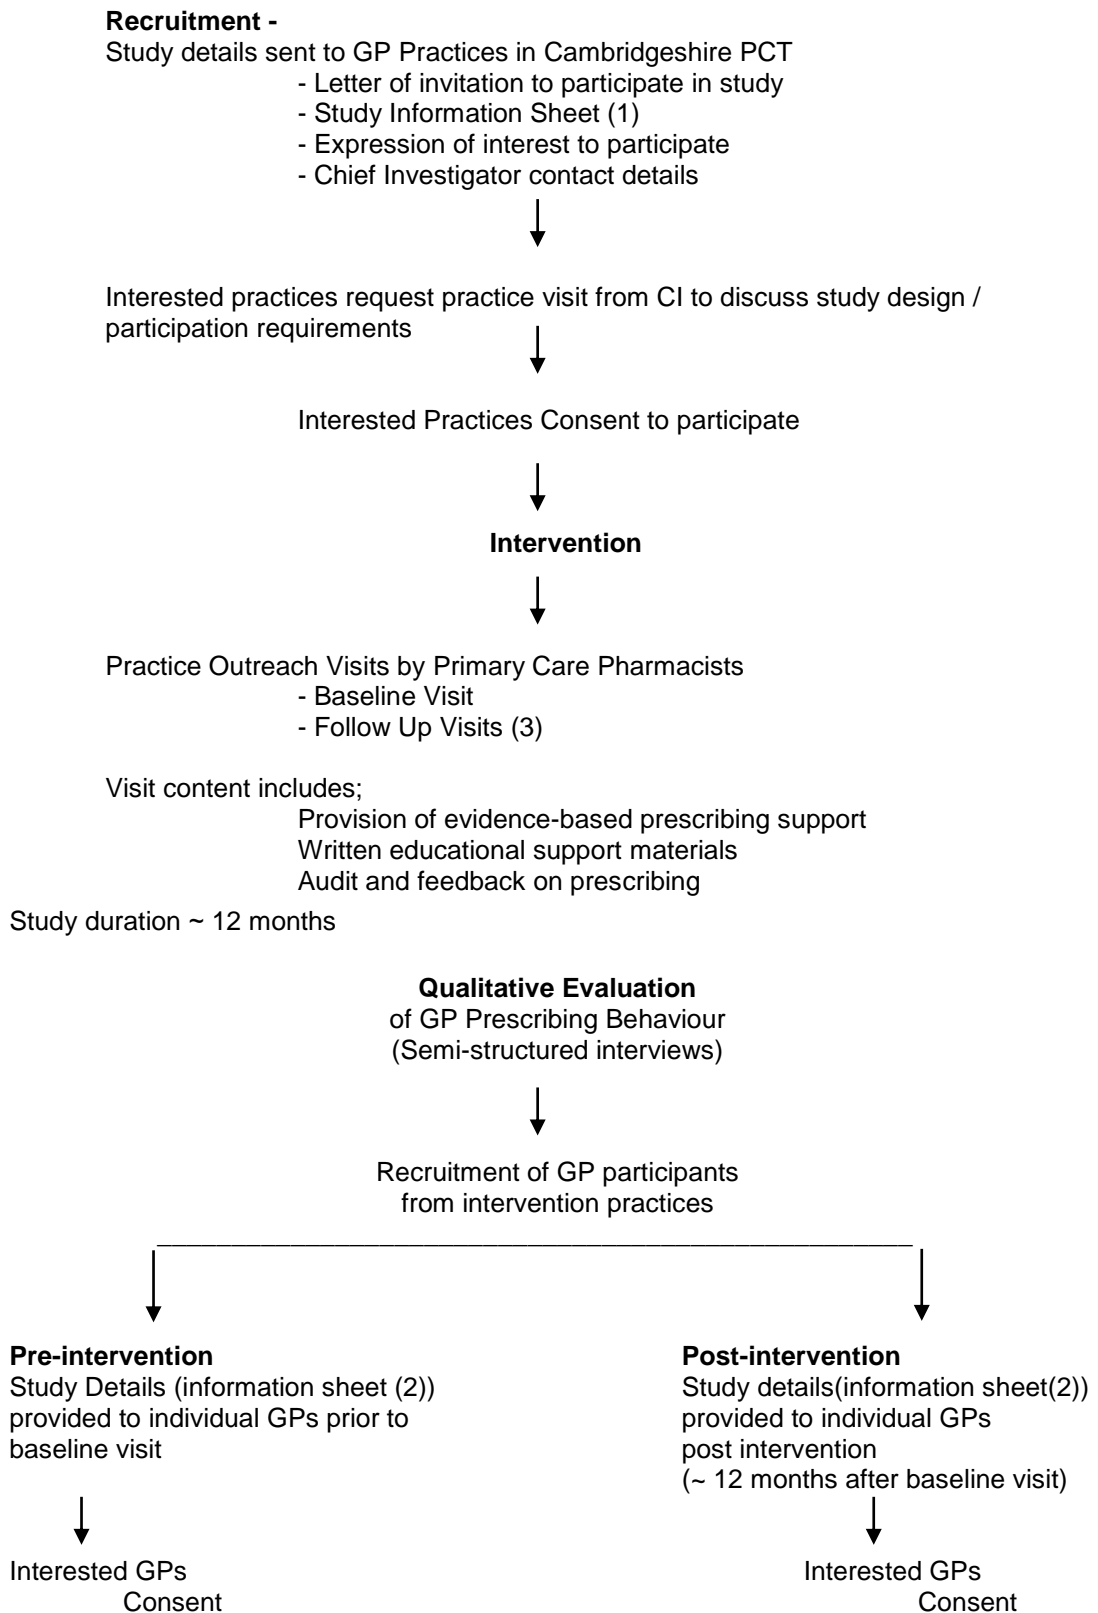 Recruitment -
Study details sent to GP Practices in Cambridgeshire PCT
- Letter of invitation to participate in study
- Study Information Sheet (1)
- Expression of interest to participate
- Chief Investigator contact details
Interested practices request practice visit from CI to discuss study design /
participation requirements
Interested Practices Consent to participate
Intervention
Practice Outreach Visits by Primary Care Pharmacists
- Baseline Visit
- Follow Up Visits (3)
Visit content includes;
Provision of evidence-based prescribing support
Written educational support materials
Audit and feedback on prescribing
Study duration ~ 12 months
Qualitative Evaluation
of GP Prescribing Behaviour
(Semi-structured interviews)
Recruitment of GP participants
from intervention practices
Pre-intervention
Study Details (information sheet (2))
provided to individual GPs prior to
baseline visit
Interested GPs
Consent
Post-intervention
Study details(information sheet(2))
provided to individual GPs
post intervention
(~ 12 months after baseline visit)
Interested GPs
Consent